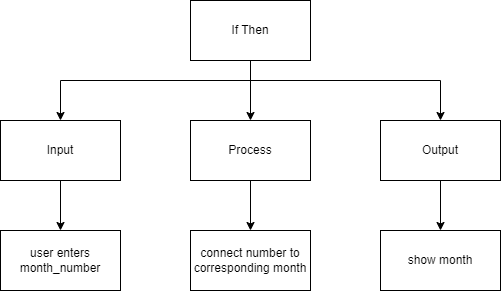 If Then
Input
Process
Output
user enters
month_number
connect number to
corresponding month
show month